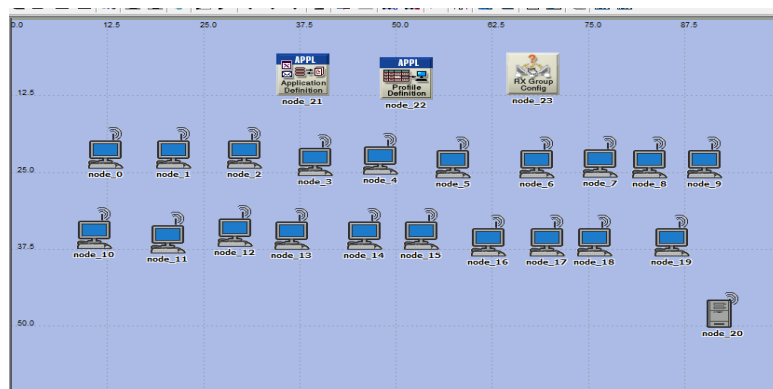 0.0 12.5 25.0 37.5 50.0 62.5 75.0 87.5
APPL
Application
Definition
node_21
APPL
Profile
Definition
node_22
RX Group
Config
node_23
12.5
node_0 node_1 node_2 node_3 node_4 node_5 node_6 node_7 node_8 node_9
25.0
node_10 node_11 node_12 node_13 node_14 node_15 node_16 node_17 node_18 node_19
37.5
50.0
node_20